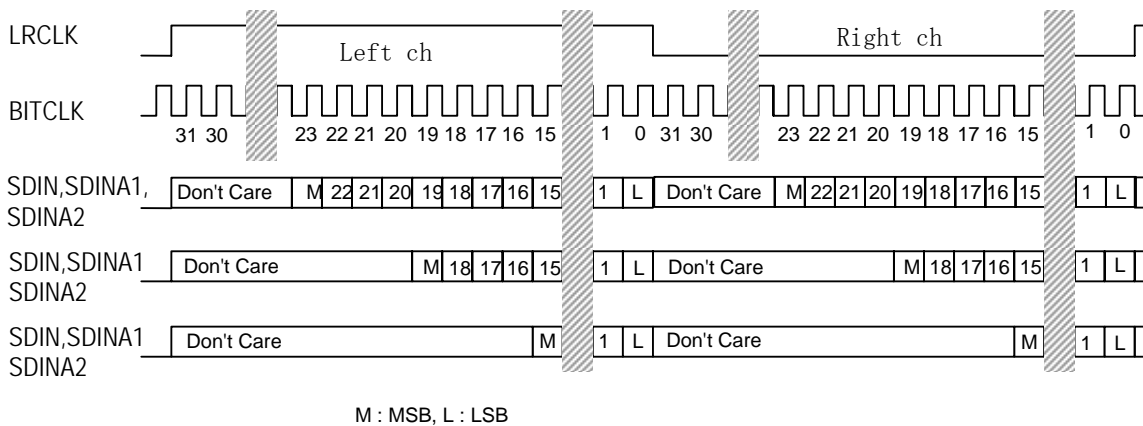 LRCLK
Left ch
Right ch
BITCLK
31 30 23 22 21 20 19 18 17 16 15 1 0 31 30 23 22 21 20 19 18 17 16 15 1 0
SDIN,SDINA1,
SDINA2
Don't Care M 22 21 20 19 18 17 16 15 1 L Don't Care M 22 21 20 19 18 17 16 15 1 L
SDIN,SDINA1
SDINA2
Don't Care M 18 17 16 15 1 L Don't Care M 18 17 16 15 1 L
SDIN,SDINA1
SDINA2
Don't Care M 1 L Don't Care M 1 L
M : MSB, L : LSB